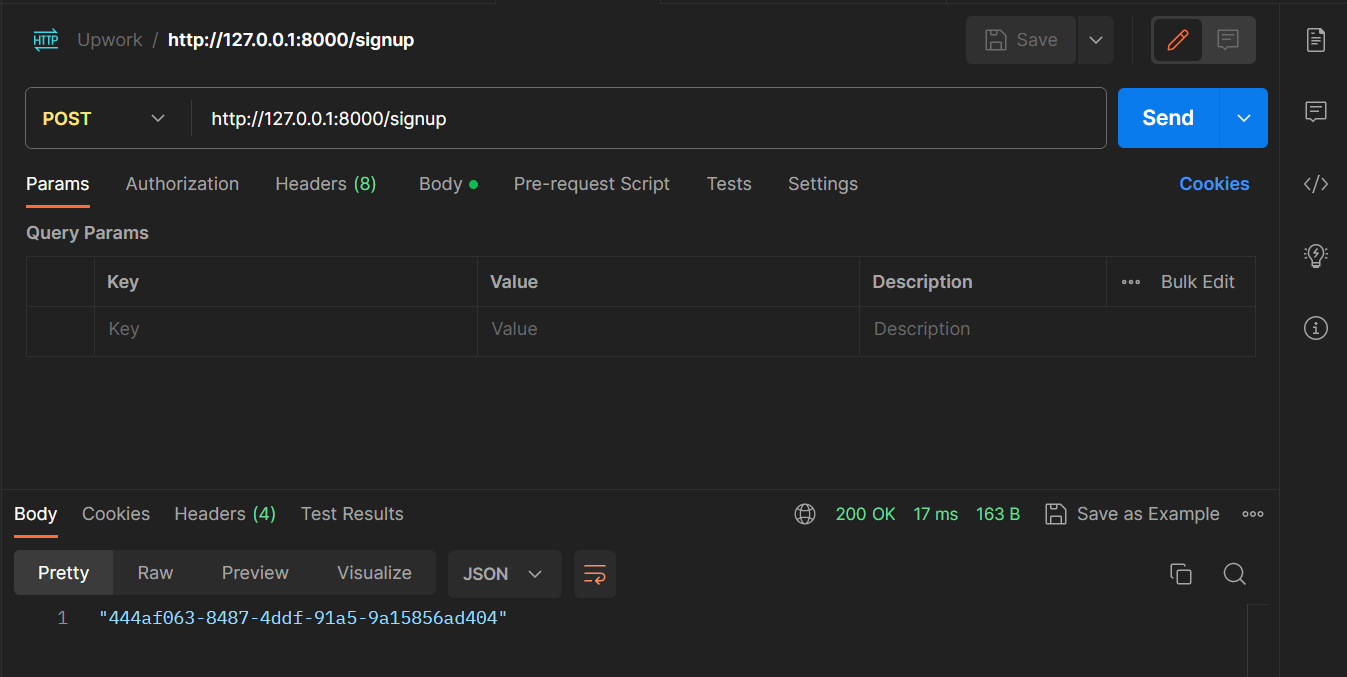 HTTP Upwork / http://127.0.0.1:8000/signup Save
POST http://127.0.0.1:8000/signup Send
Params Authorization Headers (8) Body Pre-request Script Tests Settings Cookies
Query Params
Key Value Description Bulk Edit
Key Value Description
Body Cookies Headers (4) Test Results 200 OK 17 ms 163 B Save as Example
Pretty Raw Preview Visualize JSON
1 "444af063-8487-4ddf-91a5-9a15856ad404"